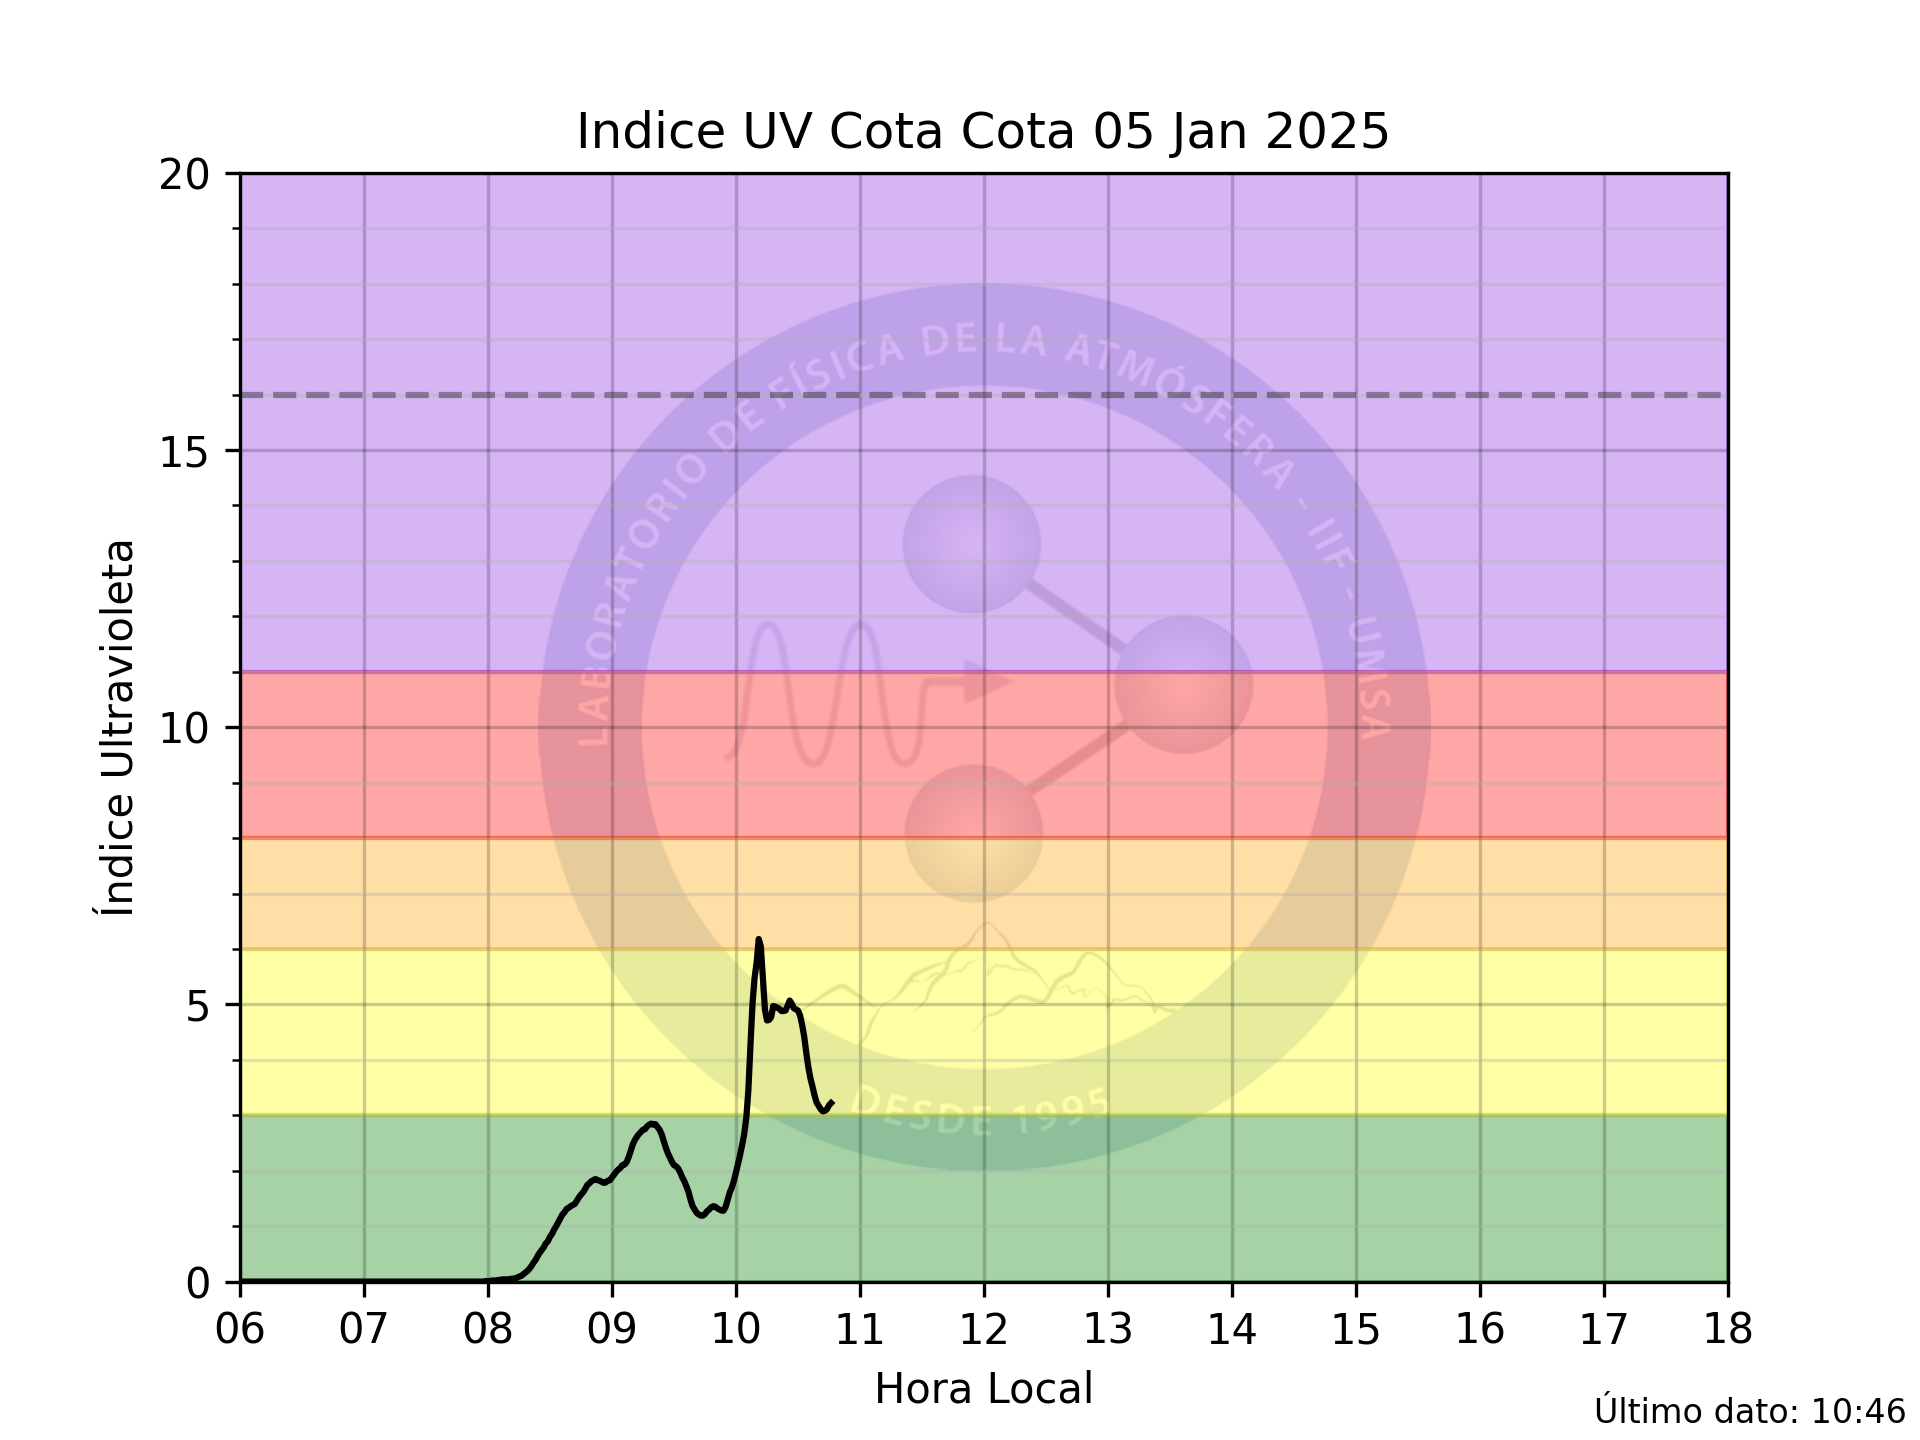 Indice UV Cota Cota 05 Jan 2025
20
15
10
5
0
Índice Ultravioleta
LABORATORIO DE FÍSICA DE LA ATMÓSFERA - IIF - UMSA
DESDE 1995
06 07 08 09 10 11 12 13 14 15 16 17 18
Hora Local
Último dato: 10:46